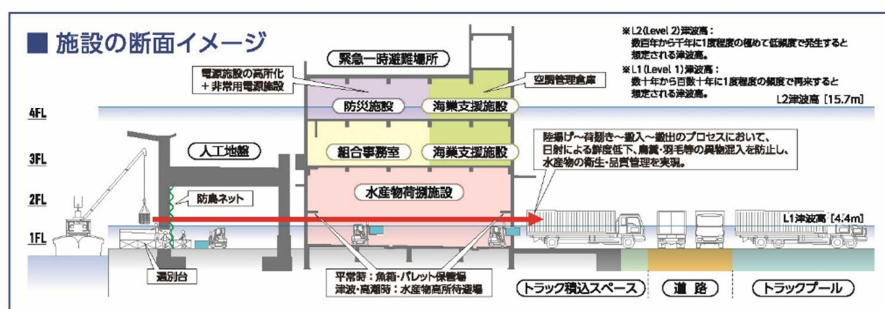 ■ 施設の断面イメージ
緊急一時避難場所
※L2(Level 2)津波高:
数百年から千年に1度程度の極めて低頻度で発生すると
想定される津波高。
※L1(Level 1)津波高:
数十年から百数十年に1度程度の頻度で再来すると
想定される津波高。
電源施設の高所化
+非常用電源施設
空調管理倉庫
L2津波高 [15.7m]
4FL
防災施設
海業支援施設
人工地盤
3FL
組合事務室
海業支援施設
陸揚げ~荷捌き~搬入~搬出のプロセスにおいて、
日射による鮮度低下、鳥糞・羽毛等の異物混入を防止し、
水産物の衛生・品質管理を実現。
防鳥ネット
2FL
水産物荷捌施設
L1津波高 [4.4m]
1FL
選別台
平常時:魚箱・パレット保管場
津波・高潮時:水産物高所待避場
トラック積込スペース
道路
トラックプール